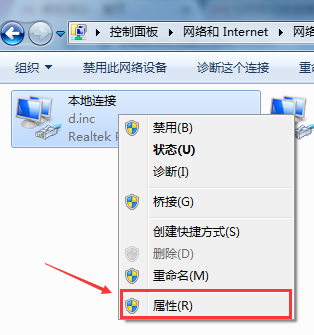 控制面板 ▸ 网络和 Internet ▸ 网络
组织 ▾ 禁用此网络设备 诊断这个连接
本地连接
d.inc
Realtek
禁用(B)
状态(U)
诊断(I)
桥接(G)
创建快捷方式(S)
删除(D)
重命名(M)
属性(R)